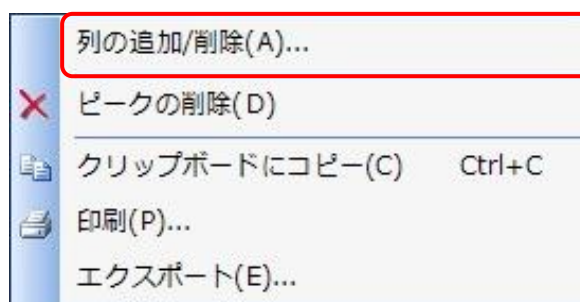 列の追加/削除(A)...
ピークの削除(D)
クリップボードにコピー(C) Ctrl+C
印刷(P)...
エクスポート(E)...